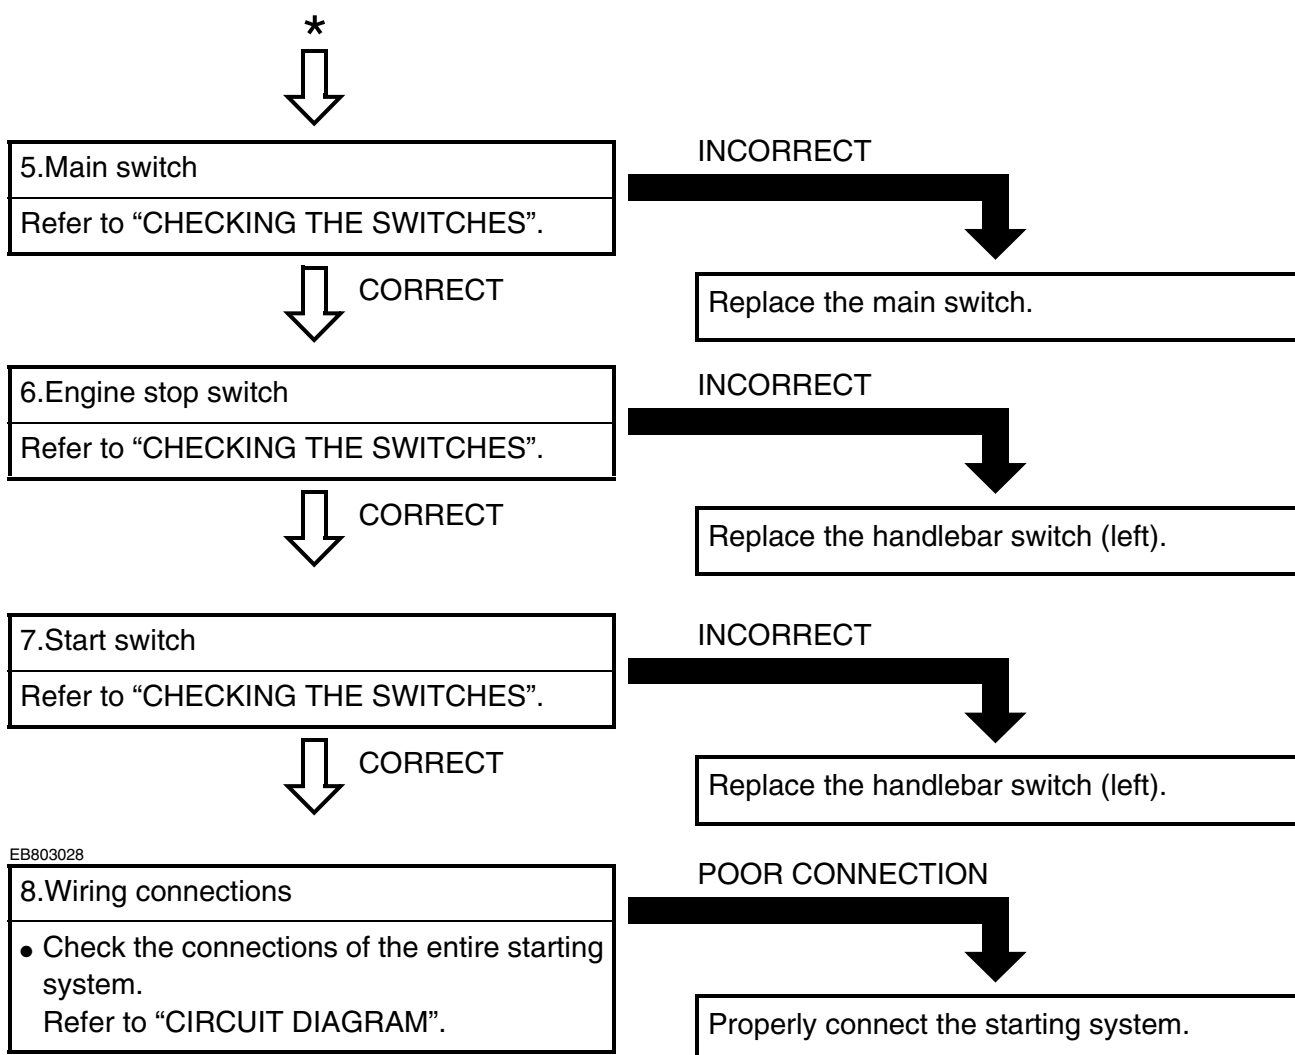 *
5.Main switch
Refer to “CHECKING THE SWITCHES”.
INCORRECT
Replace the main switch.
CORRECT
6.Engine stop switch
Refer to “CHECKING THE SWITCHES”.
INCORRECT
Replace the handlebar switch (left).
CORRECT
7.Start switch
Refer to “CHECKING THE SWITCHES”.
INCORRECT
Replace the handlebar switch (left).
CORRECT
EB803028
8.Wiring connections
● Check the connections of the entire starting
system.
Refer to “CIRCUIT DIAGRAM”.
POOR CONNECTION
Properly connect the starting system.